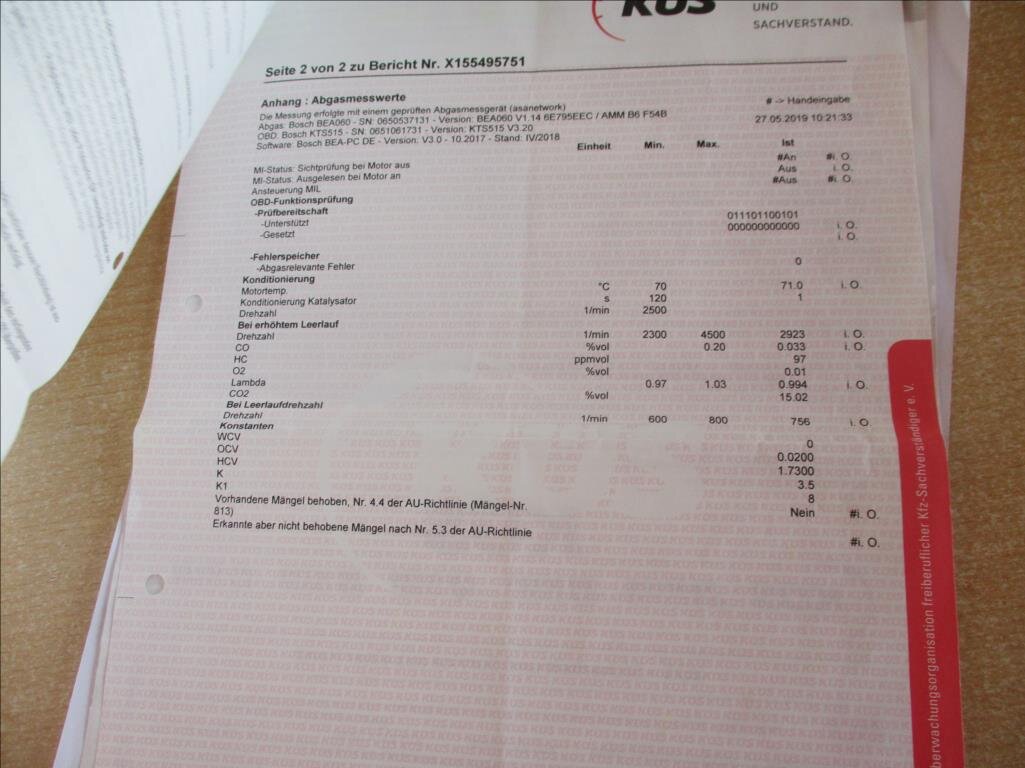 KÜS
UND
SACHVERSTAND.
Seite 2 von 2 zu Bericht Nr. X155495751
Anhang : Abgasmesswerte
# -> Handeingabe
Die Messung erfolgte mit einem geprüften Abgasmessgerät (asanetwork)
27.05.2019 10:21:33
Abgas: Bosch BEA060 - SN: 0650537131 - Version: BEA060 V1.14 6E795EEC / AMM B6 F54B
OBD: Bosch KTS515 - SN: 0651061731 - Version: KTS515 V3.20
Software: Bosch BEA-PC DE - Version: V3.0 - 10.2017 - Stand: IV/2018
Einheit Min. Max. Ist
MI-Status: Sichtprüfung bei Motor aus #An #i. O.
MI-Status: Ausgelesen bei Motor an Aus i. O.
Ansteuerung MIL #Aus #i. O.
OBD-Funktionsprüfung
-Prüfbereitschaft
-Unterstützt 011101100101
-Gesetzt 000000000000 i. O.
i. O.
-Fehlerspeicher
-Abgasrelevante Fehler 0
Konditionierung
Motortemp. °C 70 71.0 i. O.
Konditionierung Katalysator s 120 1
Drehzahl 1/min 2500
Bei erhöhtem Leerlauf
Drehzahl 1/min 2300 4500 2923 i. O.
CO %vol 0.20 0.033 i. O.
HC ppmvol 97
O2 %vol 0.01
Lambda 0.97 1.03 0.994 i. O.
CO2 %vol 15.02
Bei Leerlaufdrehzahl
Drehzahl 1/min 600 800 756 i. O.
Konstanten
WCV 0
OCV 0.0200
HCV 1.7300
K 3.5
K1 8
Vorhandene Mängel behoben, Nr. 4.4 der AU-Richtlinie (Mängel-Nr. Nein #i. O.
813)
Erkannte aber nicht behobene Mängel nach Nr. 5.3 der AU-Richtlinie #i. O.
berwachungsorganisation freiberuflicher Kfz-Sachverständiger e. V.